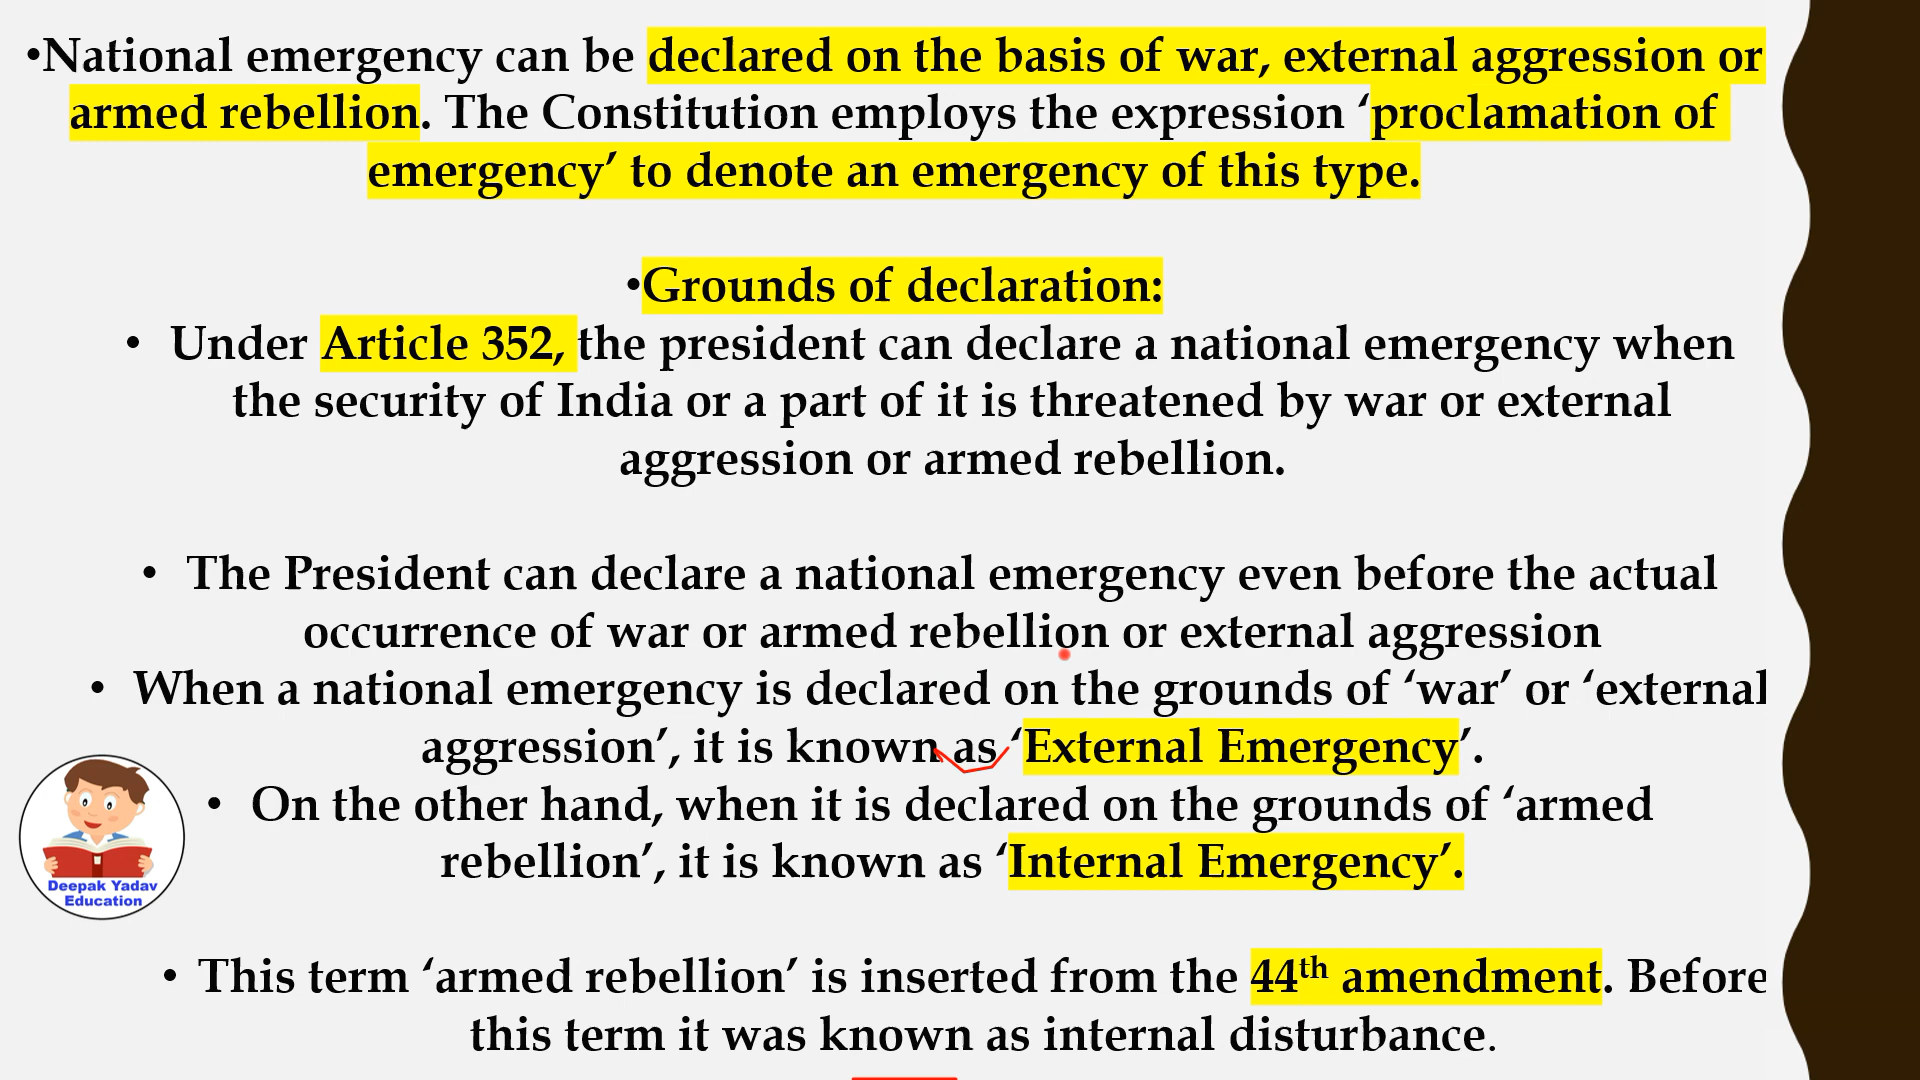 •National emergency can be declared on the basis of war, external aggression or
armed rebellion. The Constitution employs the expression ‘proclamation of
emergency’ to denote an emergency of this type.
•Grounds of declaration:
• Under Article 352, the president can declare a national emergency when
the security of India or a part of it is threatened by war or external
aggression or armed rebellion.
• The President can declare a national emergency even before the actual
occurrence of war or armed rebellion or external aggression
• When a national emergency is declared on the grounds of ‘war’ or ‘external
aggression’, it is known as ‘External Emergency’.
• On the other hand, when it is declared on the grounds of ‘armed
rebellion’, it is known as ‘Internal Emergency’.
Deepak Yadav
Education
• This term ‘armed rebellion’ is inserted from the 44th amendment. Before
this term it was known as internal disturbance.